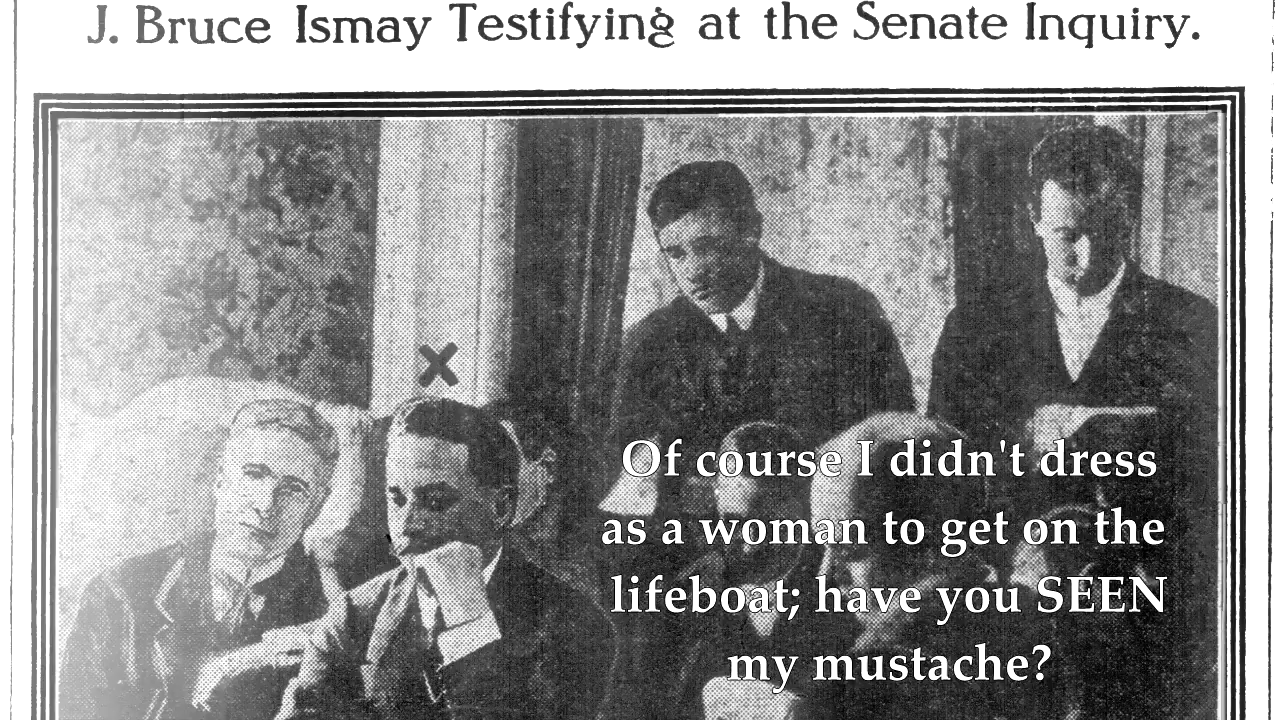 J. Bruce Ismay Testifying at the Senate Inquiry.
Of course I didn't dress
as a woman to get on the
lifeboat; have you SEEN
my mustache?